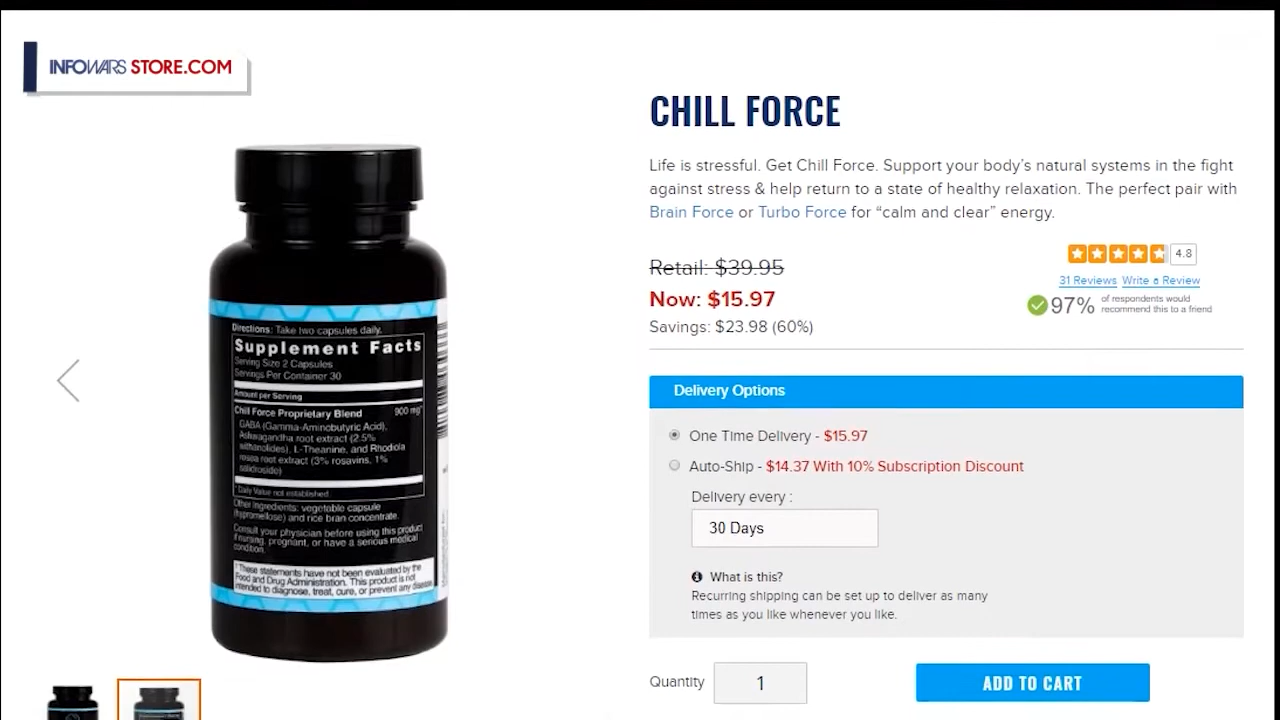 INFOWARS STORE.COM
CHILL FORCE
Life is stressful. Get Chill Force. Support your body's natural systems in the fight
against stress & help return to a state of healthy relaxation. The perfect pair with
Brain Force or Turbo Force for “calm and clear” energy.
Retail: $39.95
Now: $15.97
Savings: $23.98 (60%)
4.8
31 Reviews Write a Review
97% of respondents would
recommend this to a friend
Delivery Options
One Time Delivery - $15.97
Auto-Ship - $14.37 With 10% Subscription Discount
Delivery every :
30 Days
What is this?
Recurring shipping can be set up to deliver as many
times as you like whenever you like.
Quantity 1 ADD TO CART
Directions: Take two capsules daily.
Supplement Facts
Serving Size 2 Capsules
Servings Per Container 30
Amount per Serving
Chill Force Proprietary Blend 900 mg*
GABA (Gamma-Aminobutyric Acid),
Ashwagandha root extract (2.5%
withanolides), L-Theanine, and Rhodiola
rosea root extract (3% rosavins, 1%
salidroside)
*Daily Value not established
Other Ingredients: vegetable capsule
(hypromellose) and rice bran concentrate.
Consult your physician before using this product
if nursing, pregnant, or have a serious medical
condition.
†These statements have not been evaluated by the
Food and Drug Administration. This product is not
intended to diagnose, treat, cure, or prevent any disease